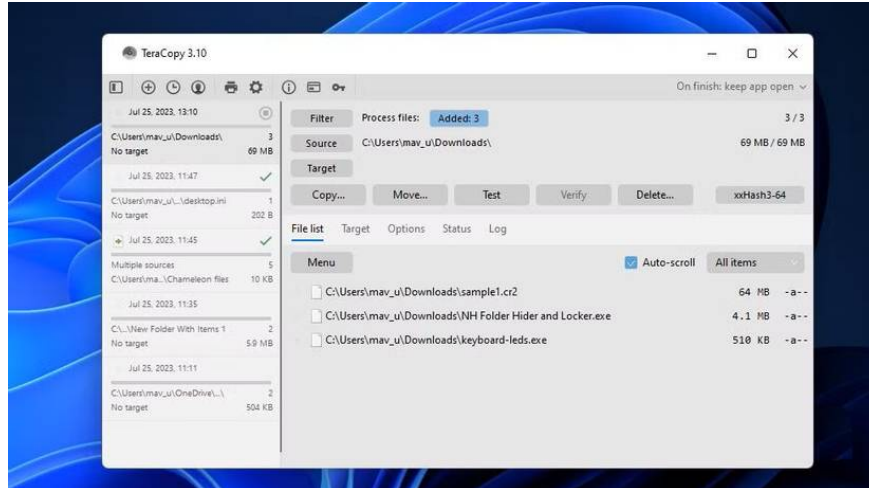 TeraCopy 3.10
On finish: keep app open
Jul 25, 2023, 13:10
C:\Users\mav_u\Downloads\ 3
No target 69 MB
Jul 25, 2023, 11:47
C:\Users\mav_u\...\desktop.ini 1
No target 202 B
Jul 25, 2023, 11:45
Multiple sources 5
C:\Users\ma...\Chameleon files 10 KB
Jul 25, 2023, 11:35
C:\...\New Folder With Items 1 2
No target 5.9 MB
Jul 25, 2023, 11:11
C:\Users\mav_u\OneDrive\...\ 2
No target 504 KB
Filter Process files: Added: 3 3 / 3
Source C:\Users\mav_u\Downloads\ 69 MB / 69 MB
Target
Copy... Move... Test Verify Delete... xxHash3-64
File list Target Options Status Log
Menu Auto-scroll All items
C:\Users\mav_u\Downloads\sample1.cr2 64 MB -a--
C:\Users\mav_u\Downloads\NH Folder Hider and Locker.exe 4.1 MB -a--
C:\Users\mav_u\Downloads\keyboard-leds.exe 510 KB -a--